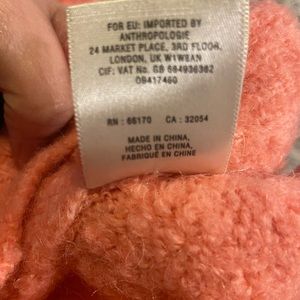 FOR EU: IMPORTED BY
ANTHROPOLOGIE
24 MARKET PLACE, 3RD FLOOR,
LONDON, UK W1W8AN
CIF: VAT No. GB 684936362
08417460
RN : 66170 CA : 32054
MADE IN CHINA,
HECHO EN CHINA,
FABRIQUÉ EN CHINE